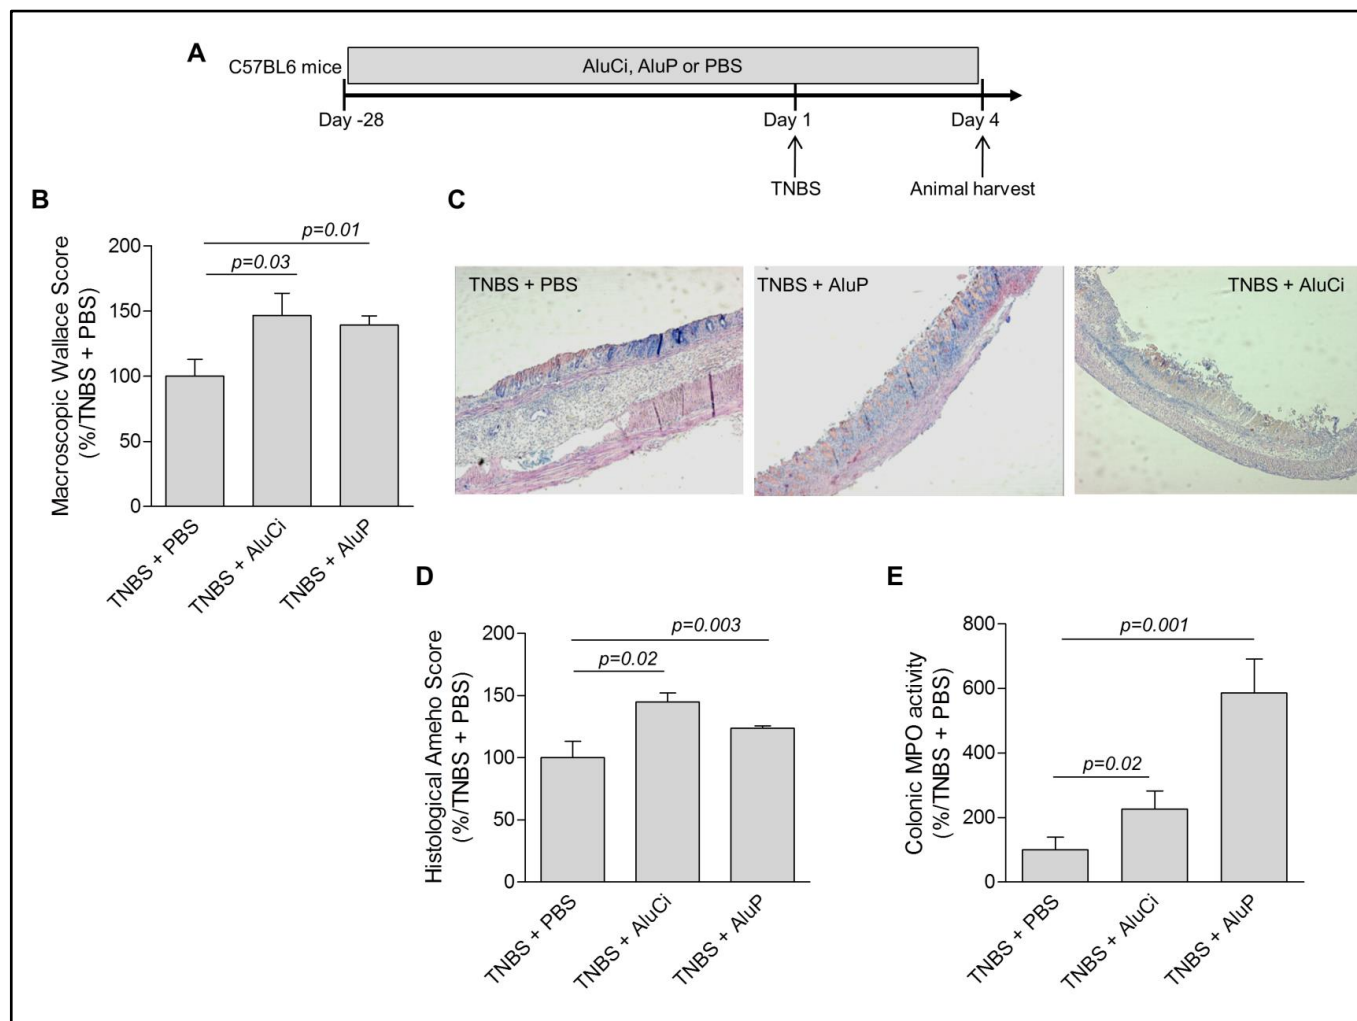 A
C57BL6 mice
AluCi, AluP or PBS
Day -28
Day 1
Day 4
TNBS
Animal harvest
B
Macroscopic Wallace Score
(%/TNBS + PBS)
200
150
100
50
0
p=0.01
p=0.03
TNBS + PBS
TNBS + AluCi
TNBS + AluP
C
TNBS + PBS
TNBS + AluP
TNBS + AluCi
D
Histological Ameho Score
(%/TNBS + PBS)
200
150
100
50
0
p=0.003
p=0.02
TNBS + PBS
TNBS + AluCi
TNBS + AluP
E
Colonic MPO activity
(%/TNBS + PBS)
800
600
400
200
0
p=0.001
p=0.02
TNBS + PBS
TNBS + AluCi
TNBS + AluP